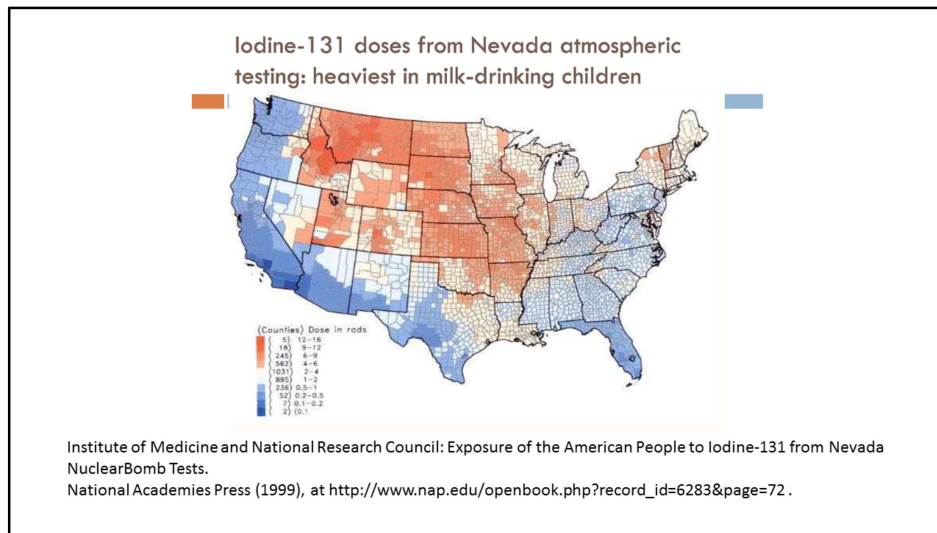 Iodine-131 doses from Nevada atmospheric
testing: heaviest in milk-drinking children
(Counties) Dose in rads
( 5) 12-16
( 18) 9-12
( 245) 6-9
( 562) 4-6
(1031) 2-4
( 895) 1-2
( 236) 0.5-1
( 52) 0.2-0.5
( 7) 0.1-0.2
( 2) (0.1
Institute of Medicine and National Research Council: Exposure of the American People to Iodine-131 from Nevada
NuclearBomb Tests.
National Academies Press (1999), at http://www.nap.edu/openbook.php?record_id=6283&page=72 .